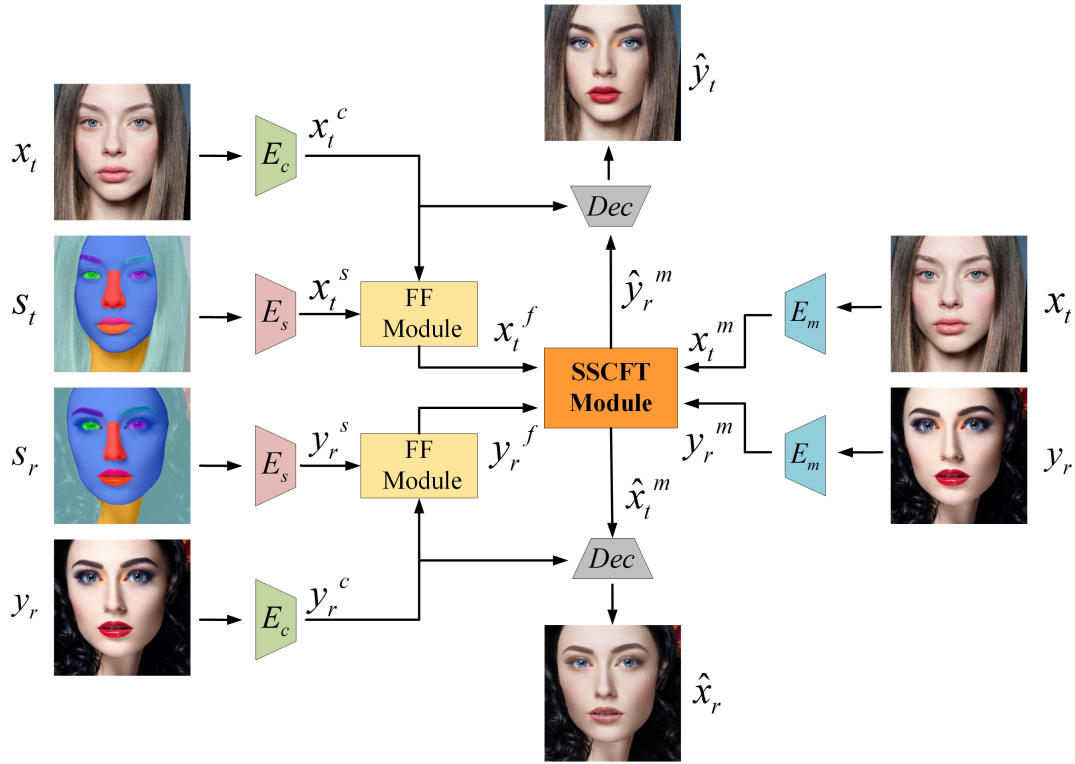 ŷ_t
x_t
E_c
x_t^c
Dec
s_t
E_s
x_t^s
FF
Module
x_t^f
ŷ_r^m
x_t^m
E_m
x_t
SSCFT
Module
s_r
E_s
y_r^s
FF
Module
y_r^f
x̂_t^m
y_r^m
E_m
y_r
y_r
E_c
y_r^c
Dec
x̂_r